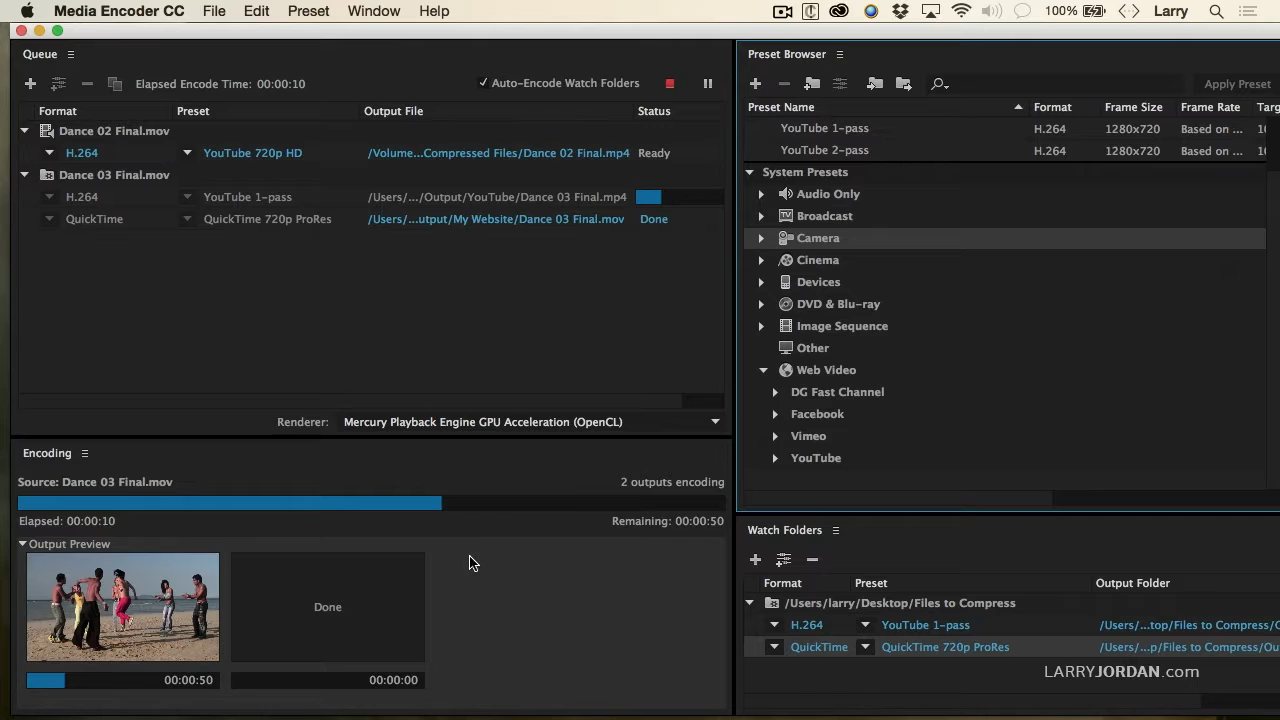 Media Encoder CC File Edit Preset Window Help 100% Larry
Queue
Elapsed Encode Time: 00:00:10 Auto-Encode Watch Folders
Format Preset Output File Status
Dance 02 Final.mov
H.264 YouTube 720p HD /Volume...Compressed Files/Dance 02 Final.mp4 Ready
Dance 03 Final.mov
H.264 YouTube 1-pass /Users/.../Output/YouTube/Dance 03 Final.mp4
QuickTime QuickTime 720p ProRes /Users/...utput/My Website/Dance 03 Final.mov Done
Renderer: Mercury Playback Engine GPU Acceleration (OpenCL)
Encoding
Source: Dance 03 Final.mov 2 outputs encoding
Elapsed: 00:00:10 Remaining: 00:00:50
Output Preview
Done
00:00:50 00:00:00
Preset Browser
Apply Preset
Preset Name Format Frame Size Frame Rate Targ
YouTube 1-pass H.264 1280x720 Based on ... 16
YouTube 2-pass H.264 1280x720 Based on ... 16
System Presets
Audio Only
Broadcast
Camera
Cinema
Devices
DVD & Blu-ray
Image Sequence
Other
Web Video
DG Fast Channel
Facebook
Vimeo
YouTube
Watch Folders
Format Preset Output Folder
/Users/larry/Desktop/Files to Compress
H.264 YouTube 1-pass /Users/...top/Files to Compress/O
QuickTime QuickTime 720p ProRes /Users/...p/Files to Compress/Ou
LARRYJORDAN.com